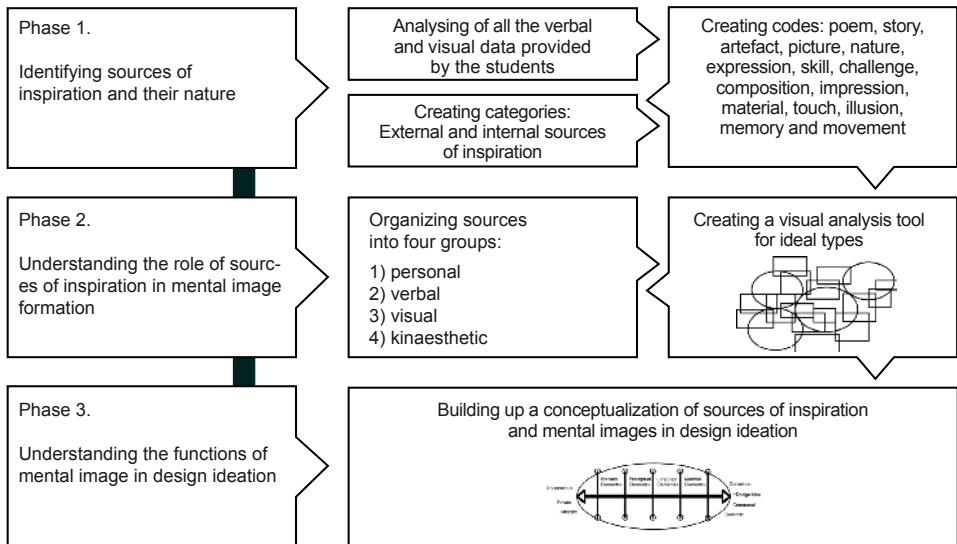 Phase 1.
Identifying sources of
inspiration and their nature
Analysing of all the verbal
and visual data provided
by the students
Creating categories:
External and internal sources
of inspiration
Creating codes: poem, story,
artefact, picture, nature,
expression, skill, challenge,
composition, impression,
material, touch, illusion,
memory and movement
Phase 2.
Understanding the role of sourc-
es of inspiration in mental image
formation
Organizing sources
into four groups:
1) personal
2) verbal
3) visual
4) kinaesthetic
Creating a visual analysis tool
for ideal types
Phase 3.
Understanding the functions of
mental image in design ideation
Building up a conceptualization of sources of inspiration
and mental images in design ideation